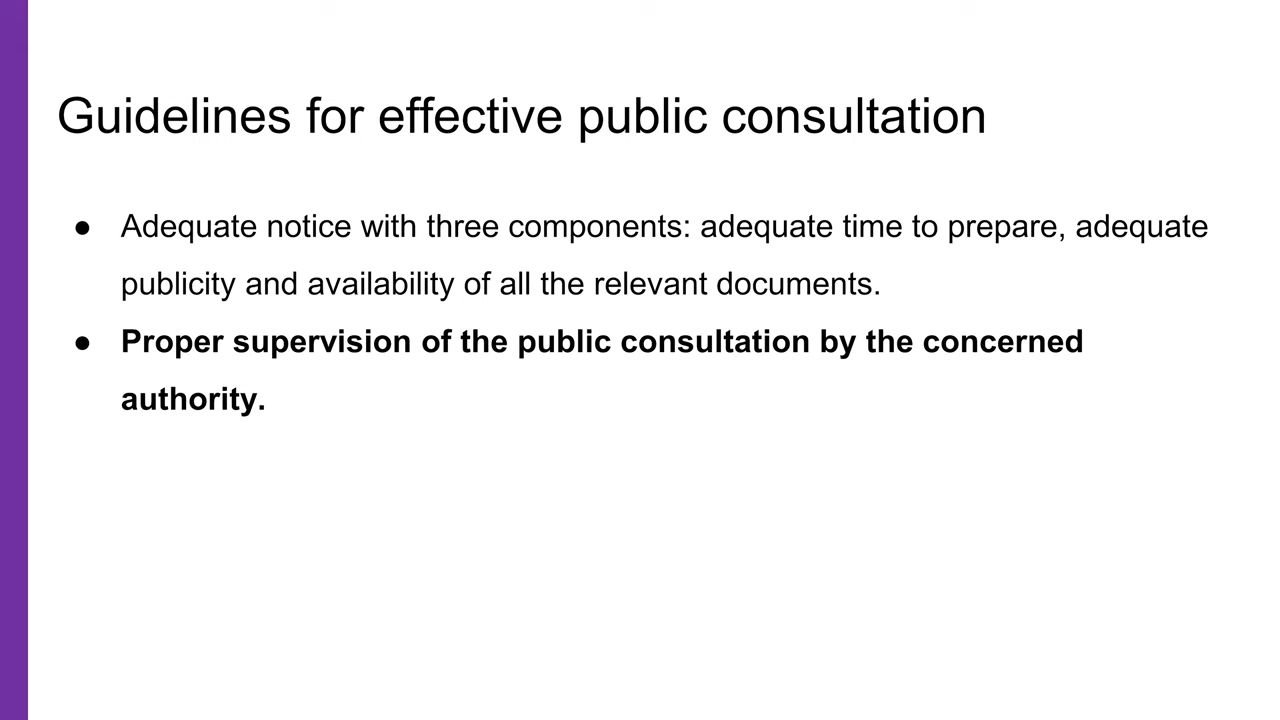 Guidelines for effective public consultation
● Adequate notice with three components: adequate time to prepare, adequate
publicity and availability of all the relevant documents.
● Proper supervision of the public consultation by the concerned
authority.